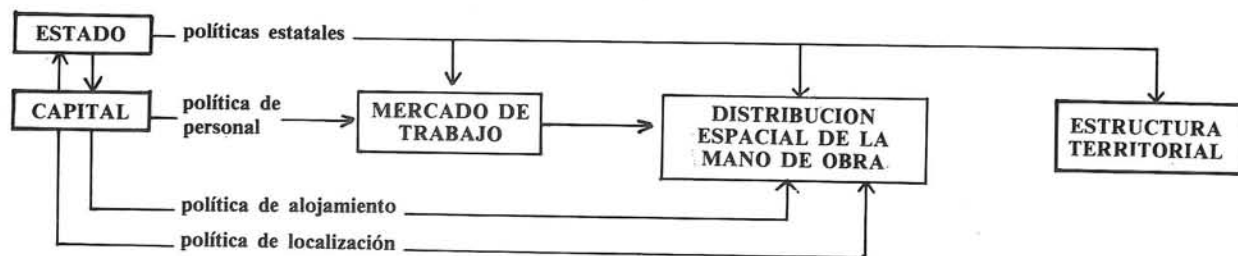 ESTADO
políticas estatales
CAPITAL
política de
personal
MERCADO DE
TRABAJO
DISTRIBUCION
ESPACIAL DE LA
MANO DE OBRA
ESTRUCTURA
TERRITORIAL
política de alojamiento
política de localización